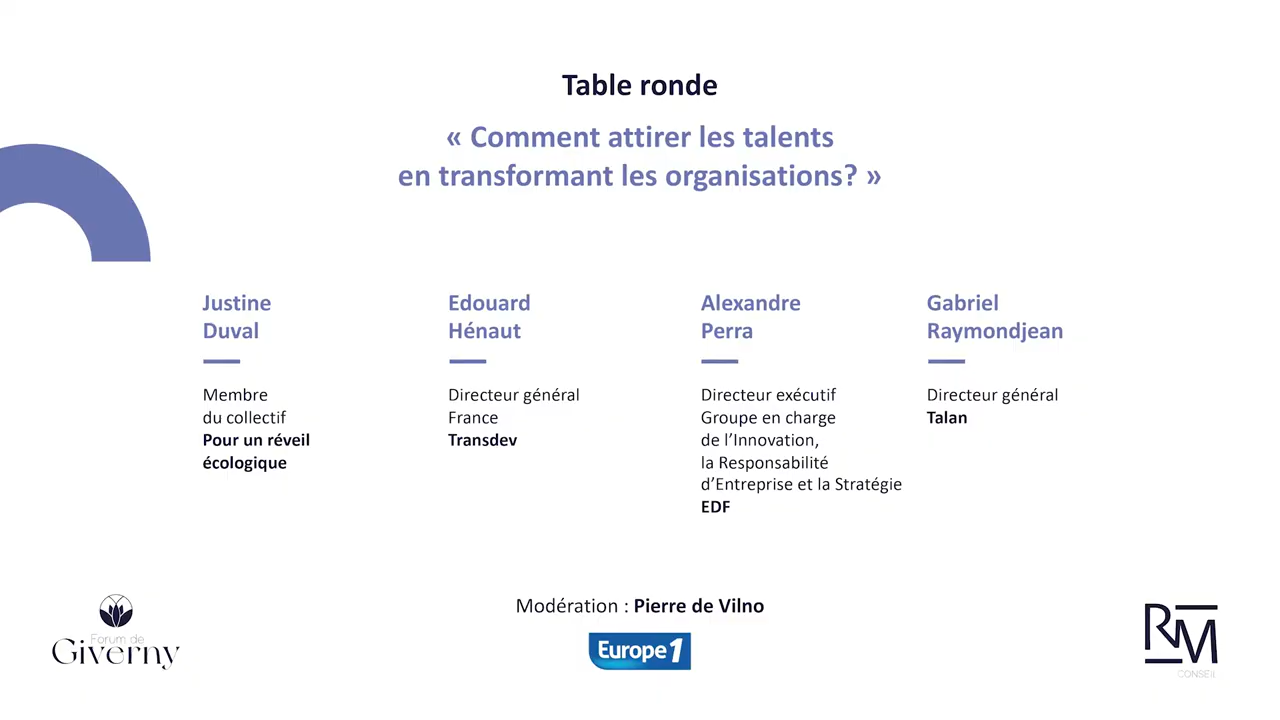 Table ronde
« Comment attirer les talents
en transformant les organisations? »
Justine
Duval
Membre
du collectif
Pour un réveil
écologique
Edouard
Hénaut
Directeur général
France
Transdev
Alexandre
Perra
Directeur exécutif
Groupe en charge
de l’Innovation,
la Responsabilité
d’Entreprise et la Stratégie
EDF
Gabriel
Raymondjean
Directeur général
Talan
Modération : Pierre de Vilno
Europe 1
Forum de
Giverny
RM
CONSEIL